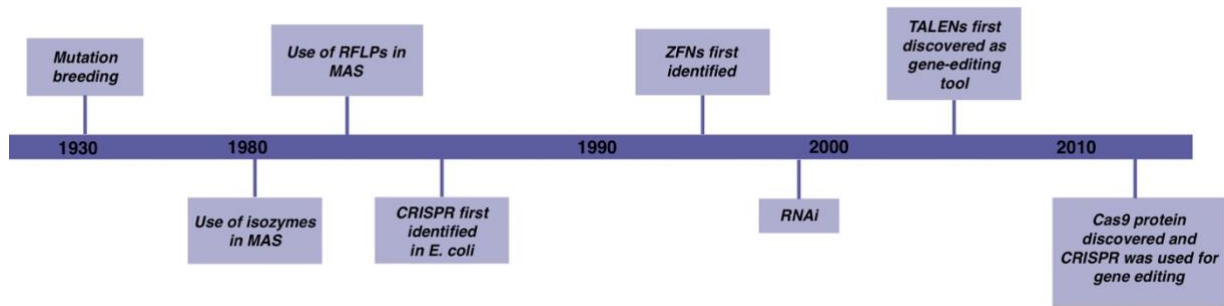 Mutation
breeding
Use of RFLPs in
MAS
ZFNs first
identified
TALENs first
discovered as
gene-editing
tool
1930
1980
1990
2000
2010
Use of isozymes
in MAS
CRISPR first
identified
in E. coli
RNAi
Cas9 protein
discovered and
CRISPR was used for
gene editing